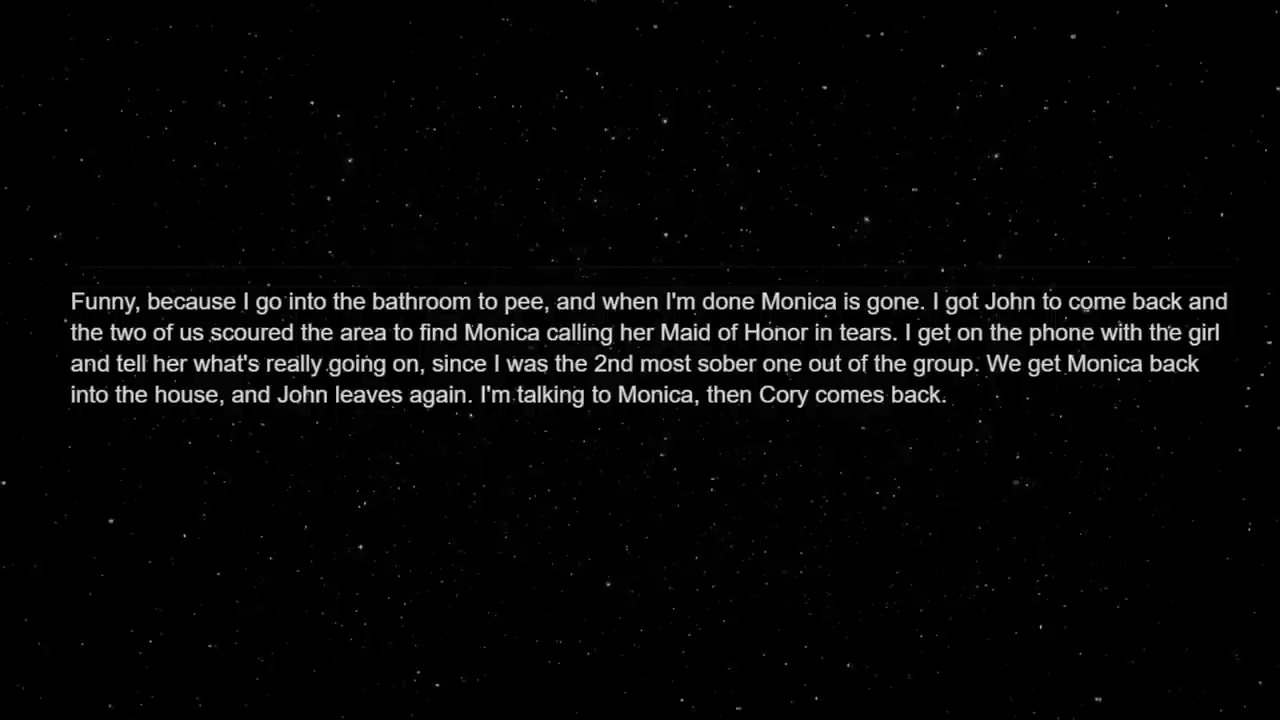 Funny, because I go into the bathroom to pee, and when I'm done Monica is gone. I got John to come back and
the two of us scoured the area to find Monica calling her Maid of Honor in tears. I get on the phone with the girl
and tell her what's really going on, since I was the 2nd most sober one out of the group. We get Monica back
into the house, and John leaves again. I'm talking to Monica, then Cory comes back.